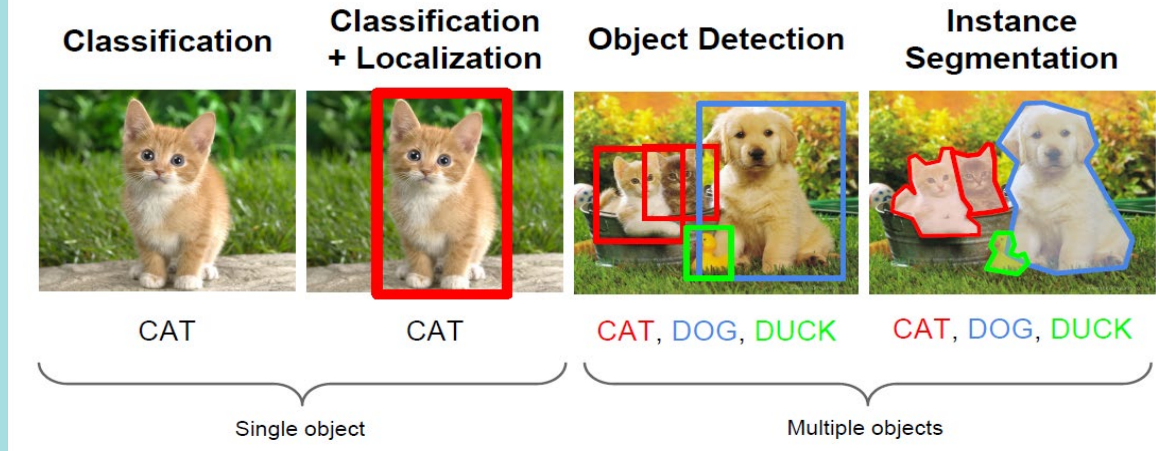 Classification
Classification
+ Localization
Object Detection
Instance
Segmentation
CAT
CAT
CAT, DOG, DUCK
CAT, DOG, DUCK
Single object
Multiple objects